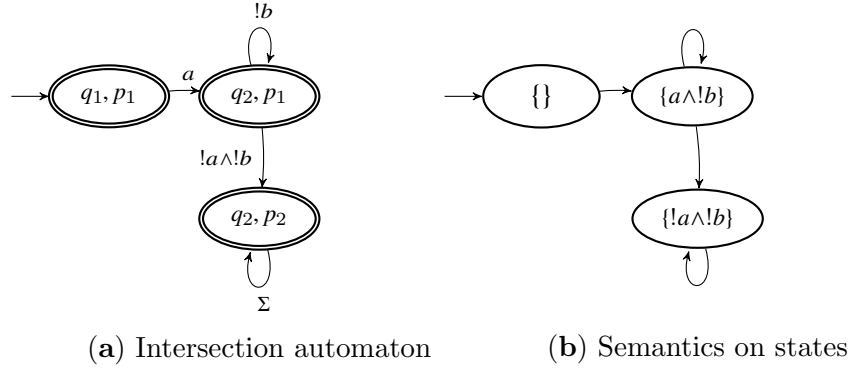 !b
a
q₁, p₁
q₂, p₁
{}
{a∧!b}
!a∧!b
q₂, p₂
{!a∧!b}
Σ
(a) Intersection automaton
(b) Semantics on states